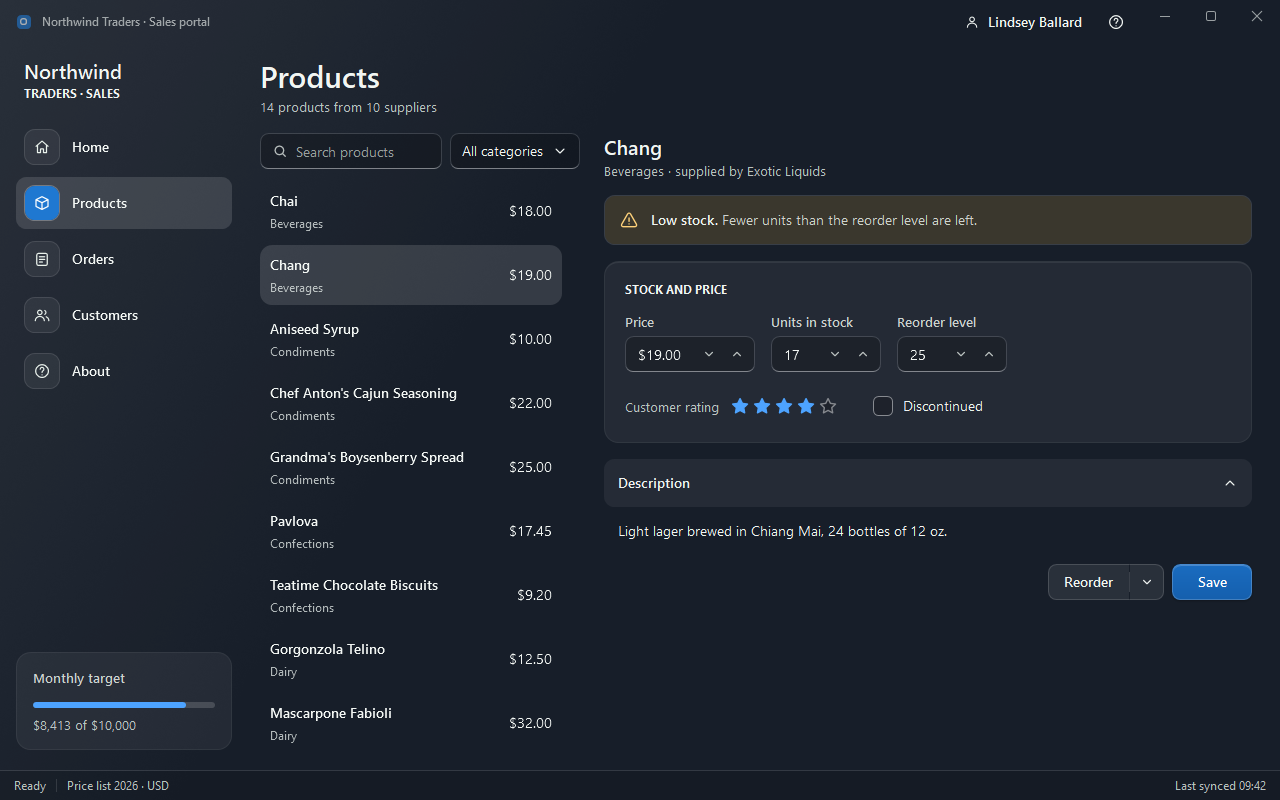 Northwind Traders · Sales portal
Lindsey Ballard
Northwind
TRADERS · SALES
Home
Products
Orders
Customers
About
Monthly target
$8,413 of $10,000
Products
14 products from 10 suppliers
Search products
All categories
Chai
Beverages
$18.00
Chang
Beverages
$19.00
Aniseed Syrup
Condiments
$10.00
Chef Anton's Cajun Seasoning
Condiments
$22.00
Grandma's Boysenberry Spread
Condiments
$25.00
Pavlova
Confections
$17.45
Teatime Chocolate Biscuits
Confections
$9.20
Gorgonzola Telino
Dairy
$12.50
Mascarpone Fabioli
Dairy
$32.00
Chang
Beverages · supplied by Exotic Liquids
Low stock. Fewer units than the reorder level are left.
STOCK AND PRICE
Price
Units in stock
Reorder level
$19.00
17
25
Customer rating
Discontinued
Description
Light lager brewed in Chiang Mai, 24 bottles of 12 oz.
Reorder
Save
Ready
Price list 2026 · USD
Last synced 09:42